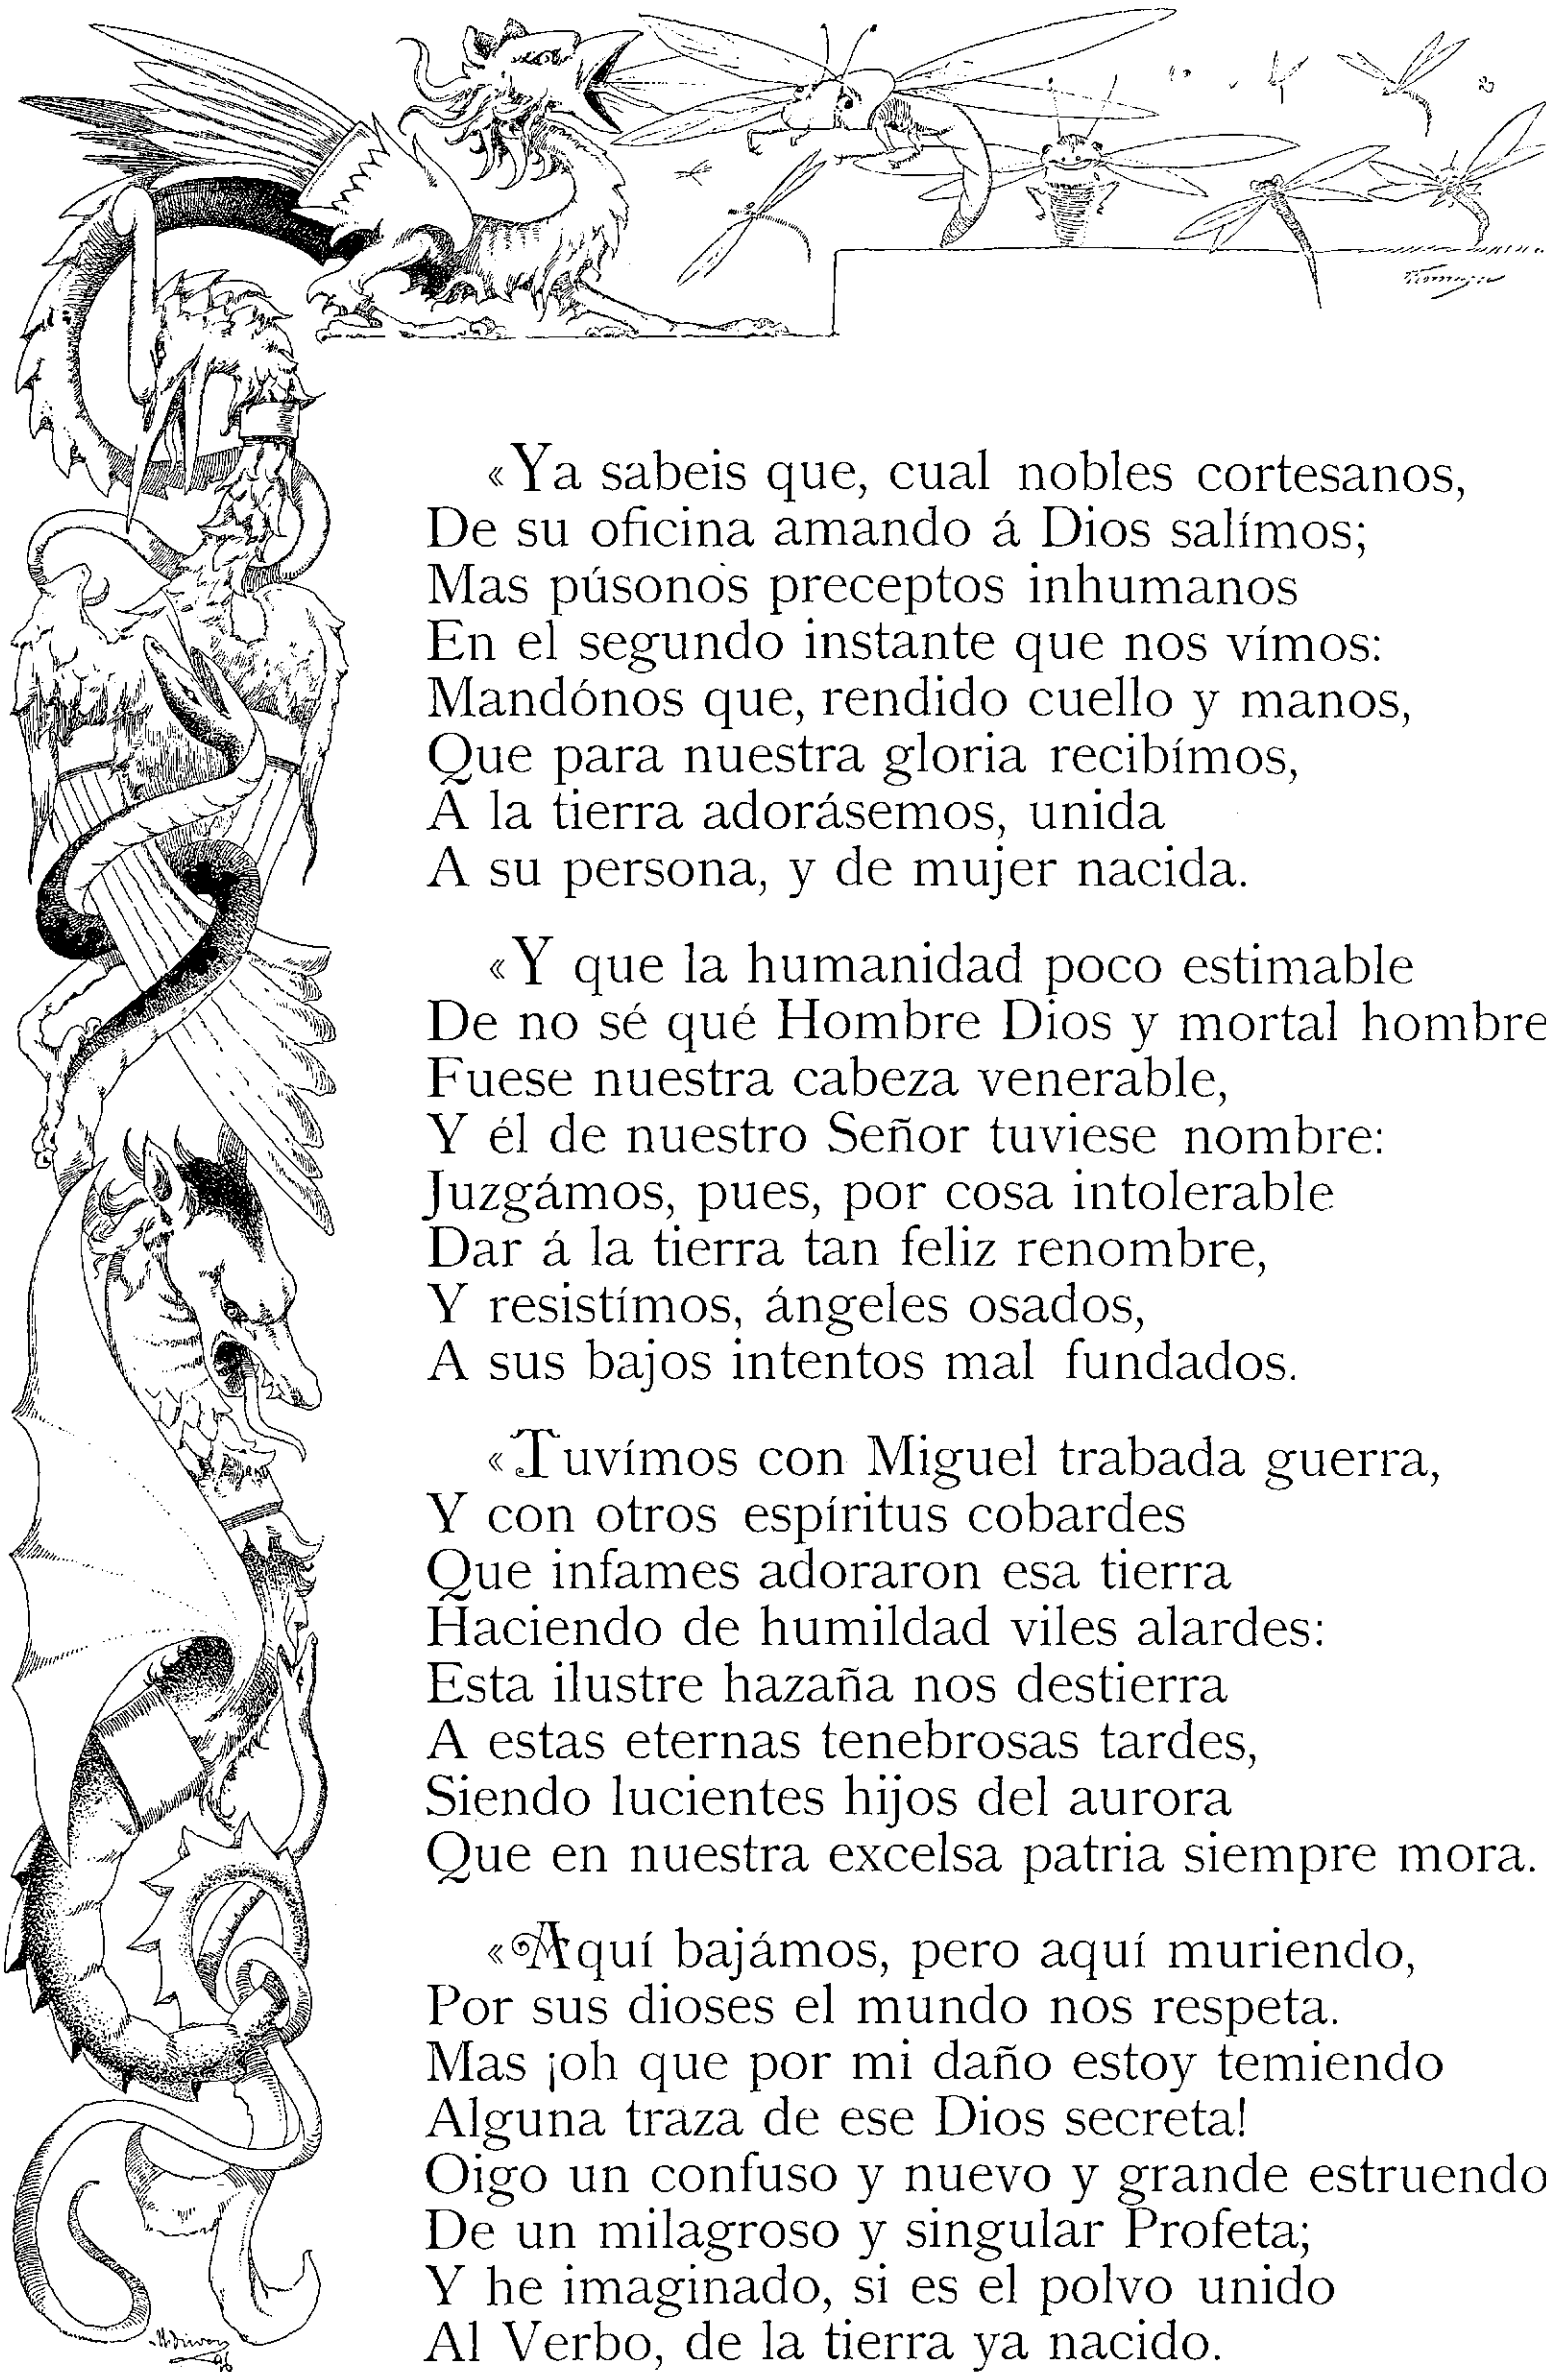 «Ya sabeis que, cual nobles cortesanos,
De su oficina amando á Dios salímos;
Mas púsonos preceptos inhumanos
En el segundo instante que nos vímos:
Mandónos que, rendido cuello y manos,
Que para nuestra gloria recibímos,
A la tierra adorásemos, unida
A su persona, y de mujer nacida.
«Y que la humanidad poco estimable
De no sé qué Hombre Dios y mortal hombre
Fuese nuestra cabeza venerable,
Y él de nuestro Señor tuviese nombre:
Juzgámos, pues, por cosa intolerable
Dar á la tierra tan feliz renombre,
Y resistímos, ángeles osados,
A sus bajos intentos mal fundados.
«Tuvímos con Miguel trabada guerra,
Y con otros espíritus cobardes
Que infames adoraron esa tierra
Haciendo de humildad viles alardes:
Esta ilustre hazaña nos destierra
A estas eternas tenebrosas tardes,
Siendo lucientes hijos del aurora
Que en nuestra excelsa patria siempre mora.
«Aquí bajámos, pero aquí muriendo,
Por sus dioses el mundo nos respeta.
Mas ¡oh que por mi daño estoy temiendo
Alguna traza de ese Dios secreta!
Oigo un confuso y nuevo y grande estruendo
De un milagroso y singular Profeta;
Y he imaginado, si es el polvo unido
Al Verbo, de la tierra ya nacido.